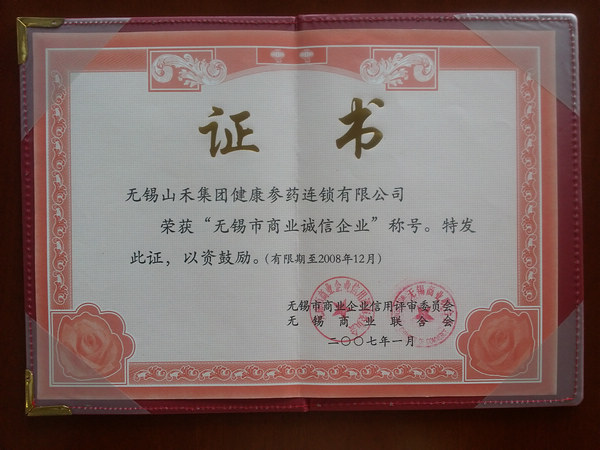 证 书
无锡山禾集团健康参药连锁有限公司
荣获“无锡市商业诚信企业”称号。特发
此证，以资鼓励。(有限期至2008年12月)
无锡市商业企业信用评审委员会
无锡商业联合会
二〇〇七年一月